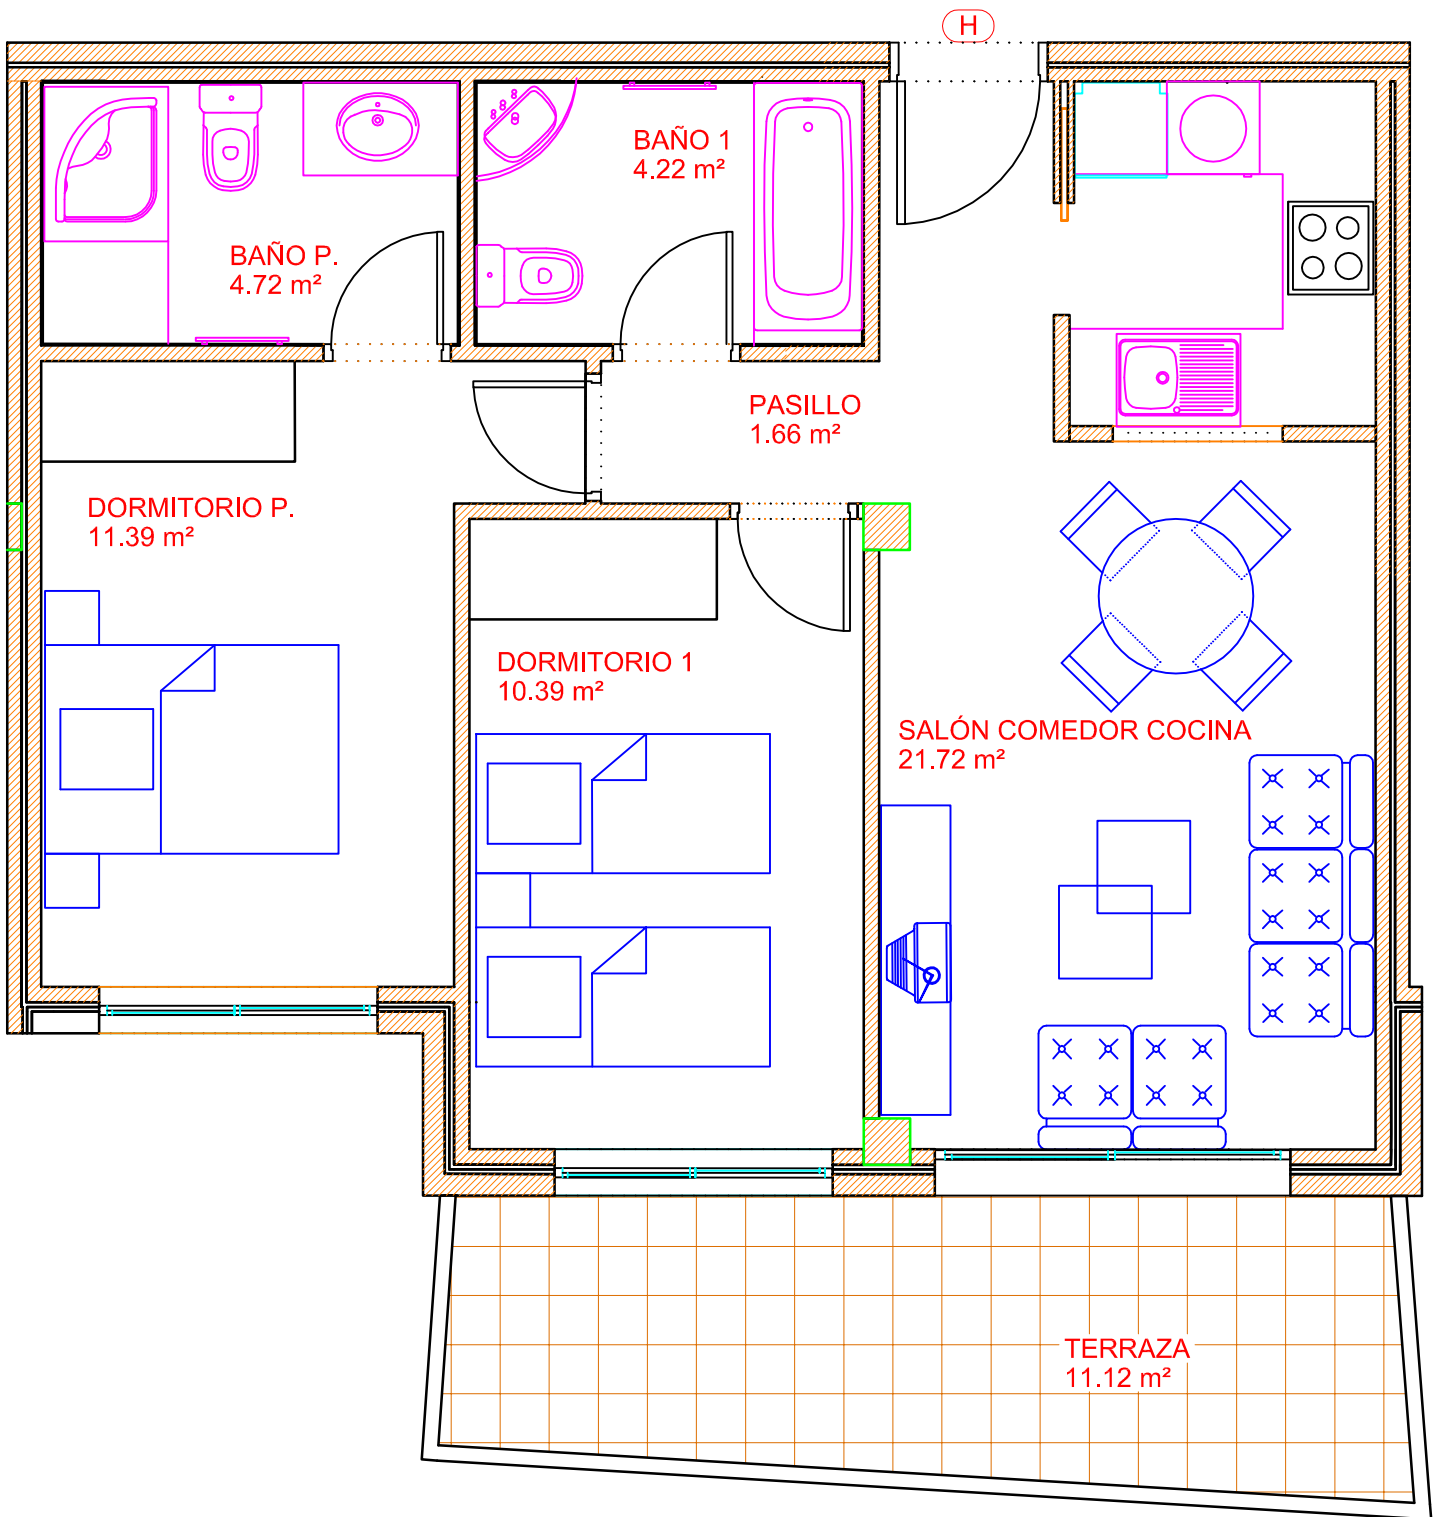 H
BAÑO 1
4.22 m²
BAÑO P.
4.72 m²
PASILLO
1.66 m²
DORMITORIO P.
11.39 m²
DORMITORIO 1
10.39 m²
SALÓN COMEDOR COCINA
21.72 m²
TERRAZA
11.12 m²